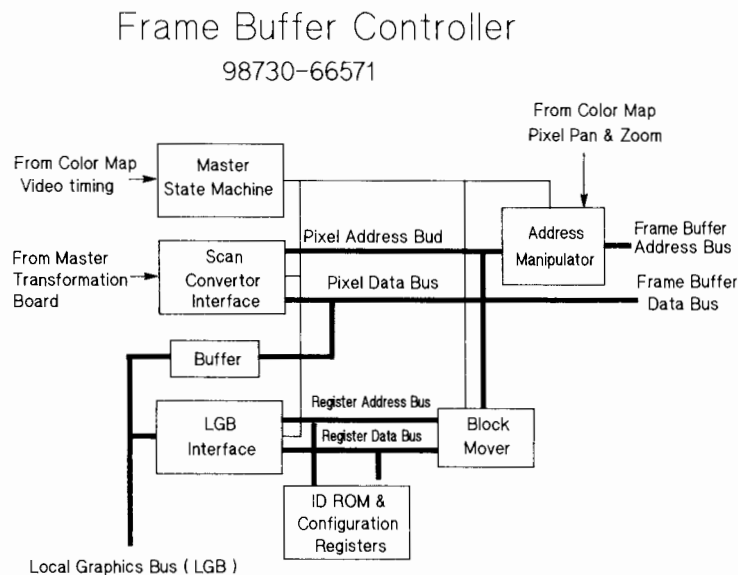 Frame Buffer Controller
98730-66571
From Color Map
Pixel Pan & Zoom
From Color Map
Video timing
Master
State Machine
Pixel Address Bud
Address
Manipulator
Frame Buffer
Address Bus
From Master
Transformation
Board
Scan
Convertor
Interface
Pixel Data Bus
Frame Buffer
Data Bus
Buffer
Register Address Bus
LGB
Interface
Register Data Bus
Block
Mover
ID ROM &
Configuration
Registers
Local Graphics Bus ( LGB )